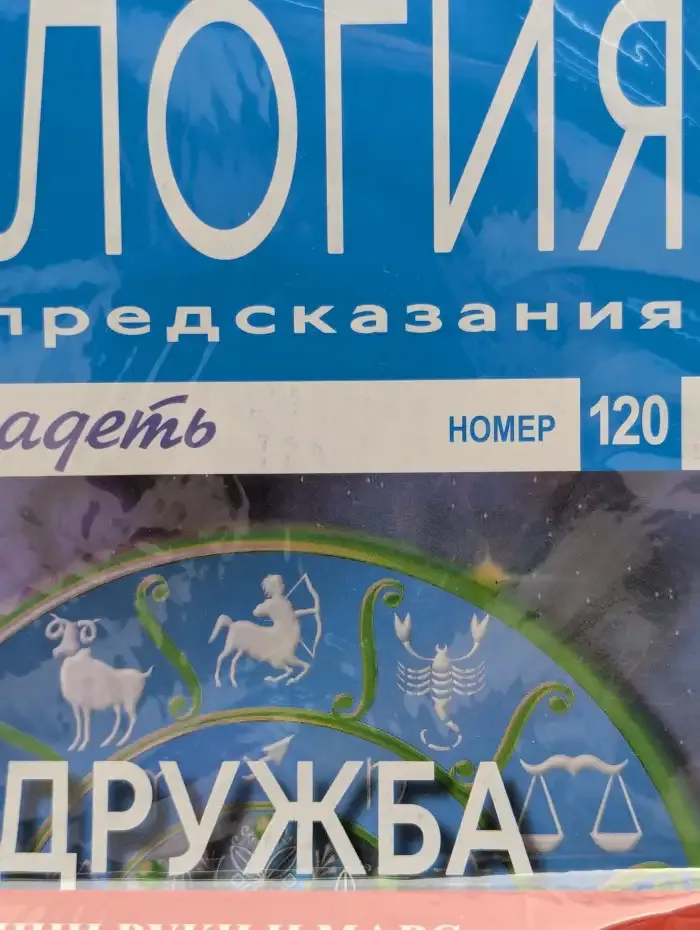 ЛОГИЯ
предсказания
адеть
НОМЕР 120
ДРУЖБА